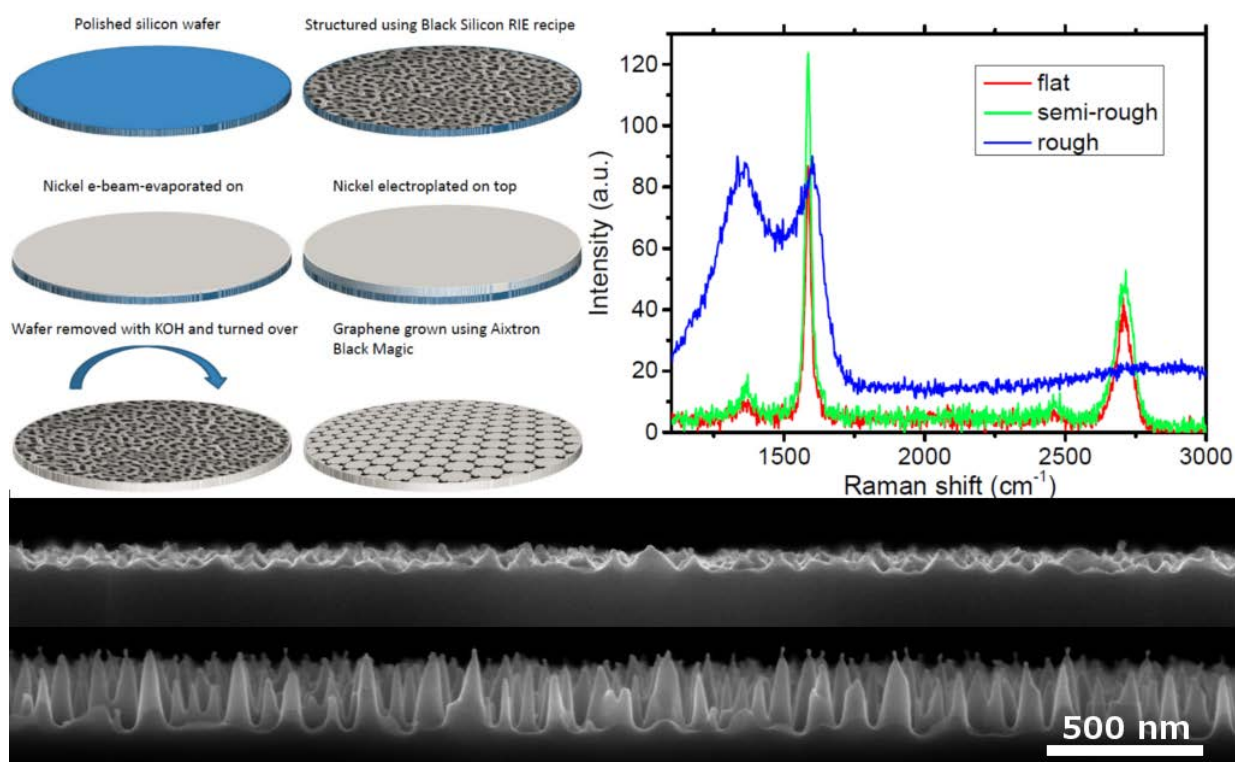 Polished silicon wafer
Structured using Black Silicon RIE recipe
Nickel e-beam-evaporated on
Nickel electroplated on top
Wafer removed with KOH and turned over
Graphene grown using Aixtron
Black Magic
120
100
80
60
40
20
0
Intensity (a.u.)
flat
semi-rough
rough
1500
2000
2500
3000
Raman shift (cm⁻¹)
500 nm